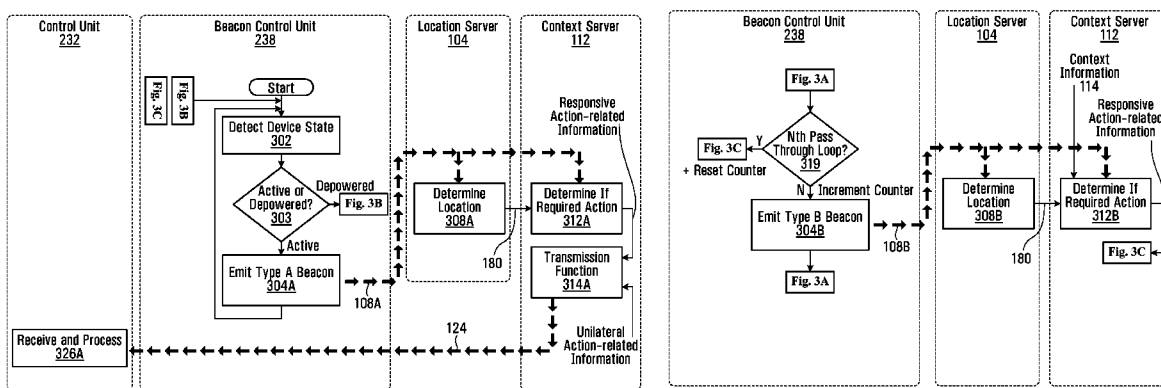 Control Unit
232
Beacon Control Unit
238
Location Server
104
Context Server
112
Fig. 3C
Fig. 3B
Start
Detect Device State
302
Active or
Depowered?
303
Depowered
Fig. 3B
Active
Emit Type A Beacon
304A
108A
Determine
Location
308A
180
Responsive
Action-related
Information
Determine If
Required Action
312A
Transmission
Function
314A
Unilateral
Action-related
Information
124
Receive and Process
326A
Beacon Control Unit
238
Location Server
104
Context Server
112
Fig. 3A
Nth Pass
Through Loop?
319
Y
Fig. 3C
+ Reset Counter
N
Increment Counter
Emit Type B Beacon
304B
108B
Fig. 3A
Determine
Location
308B
180
Context
Information
114
Responsive
Action-related
Information
Determine If
Required Action
312B
Fig. 3C